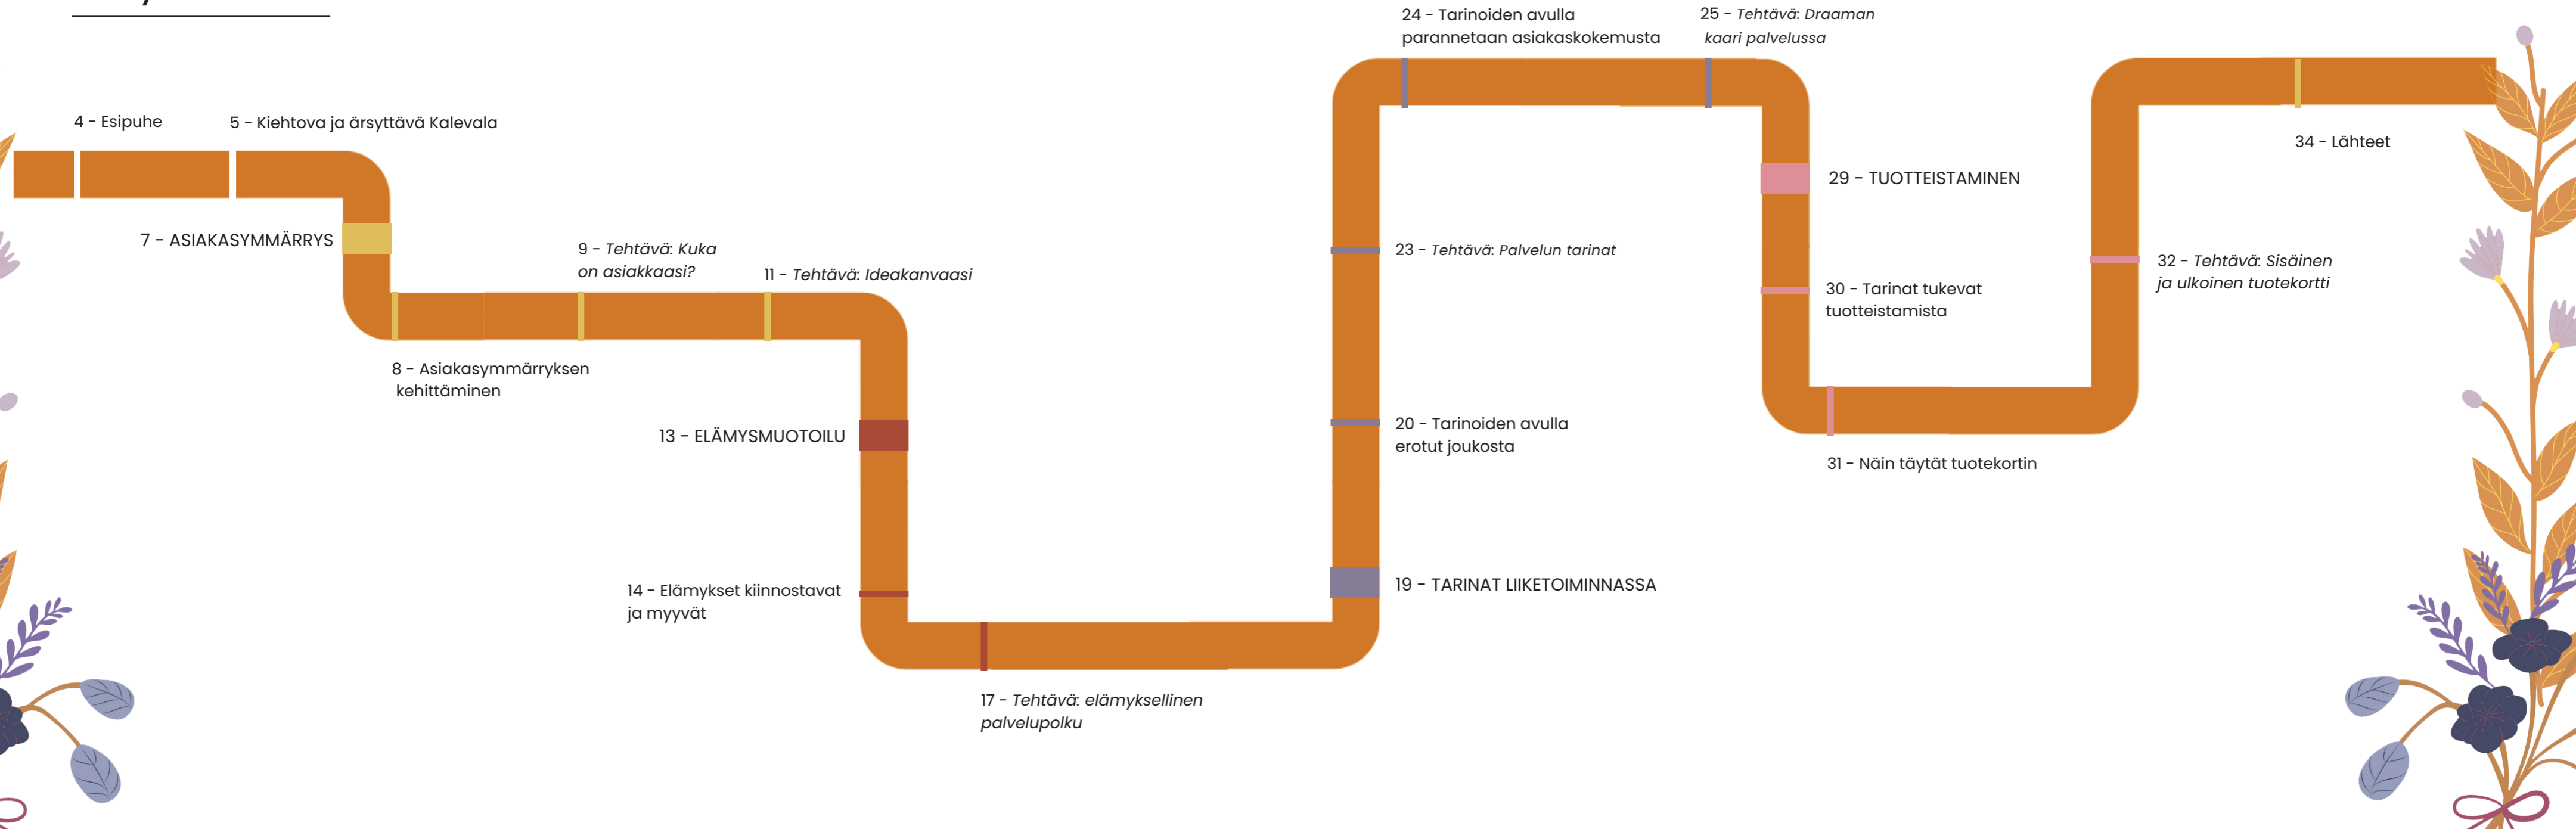 4 - Esipuhe
5 - Kiehtova ja ärsyttävä Kalevala
7 - ASIAKASYMMÄRRYS
8 - Asiakasymmärryksen
kehittäminen
9 - Tehtävä: Kuka
on asiakkaasi?
11 - Tehtävä: Ideakanvaasi
13 - ELÄMYSMUOTOILU
14 - Elämykset kiinnostavat
ja myyvät
17 - Tehtävä: elämyksellinen
palvelupolku
19 - TARINAT LIIKETOIMINNASSA
20 - Tarinoiden avulla
erotut joukosta
23 - Tehtävä: Palvelun tarinat
24 - Tarinoiden avulla
parannetaan asiakaskokemusta
25 - Tehtävä: Draaman
kaari palvelussa
29 - TUOTTEISTAMINEN
30 - Tarinat tukevat
tuotteistamista
31 - Näin täytät tuotekortin
32 - Tehtävä: Sisäinen
ja ulkoinen tuotekortti
34 - Lähteet